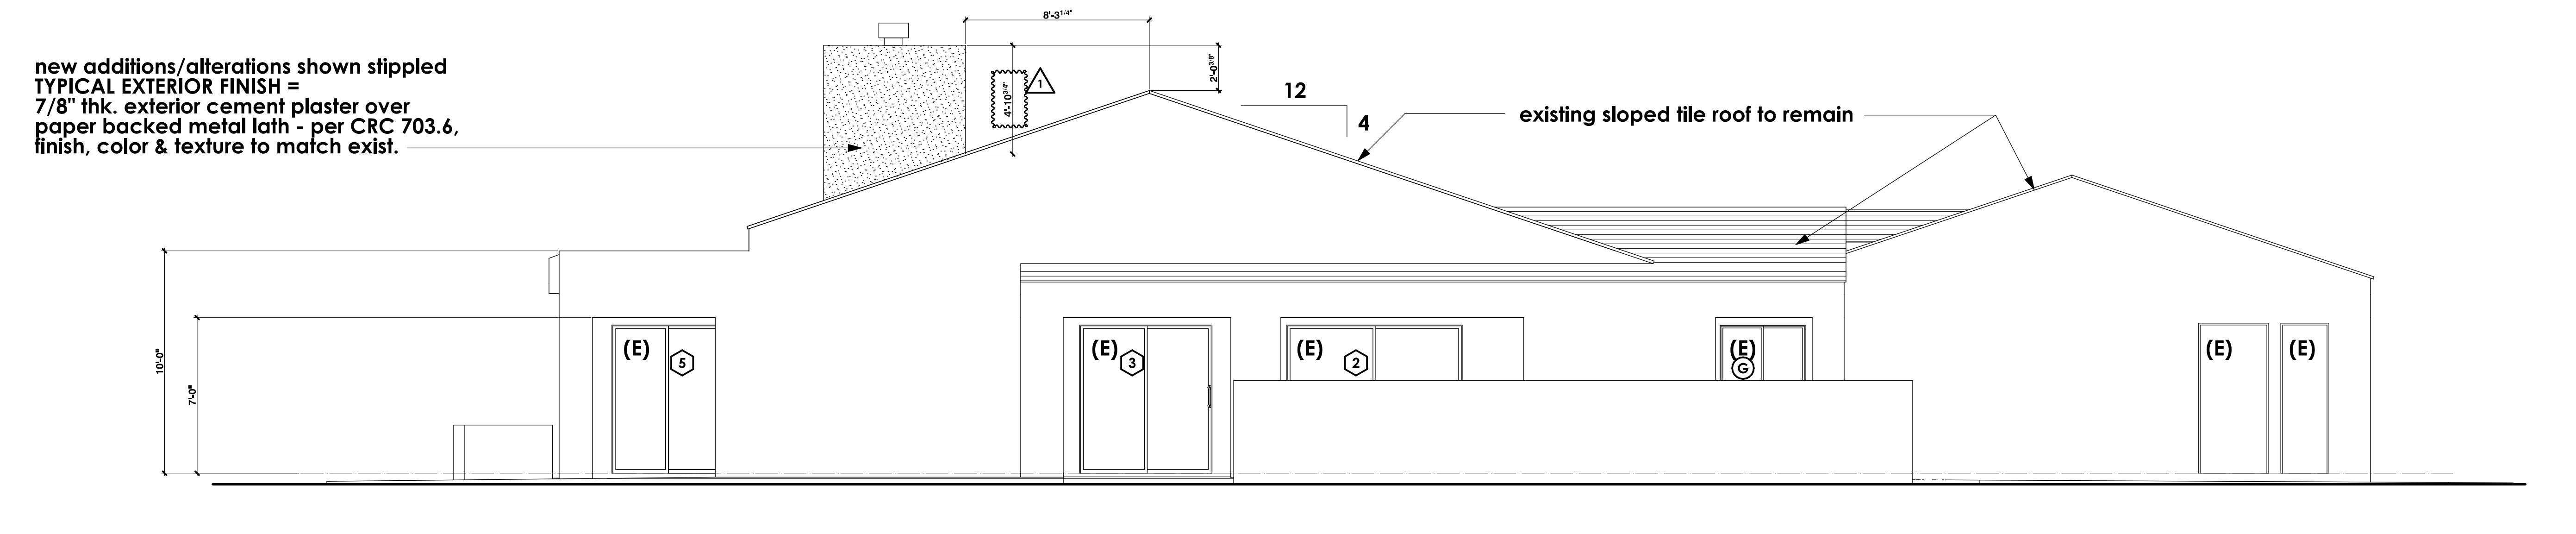 8'-3 1/4"
new additions/alterations shown stippled
TYPICAL EXTERIOR FINISH =
7/8" thk. exterior cement plaster over
paper backed metal lath - per CRC 703.6,
finish, color & texture to match exist.
4'-10 3/4"
1
2'-0 3/8"
12
4
existing sloped tile roof to remain
10'-0"
7'-0"
(E)
5
(E)
3
(E)
2
(E)
G
(E)
(E)